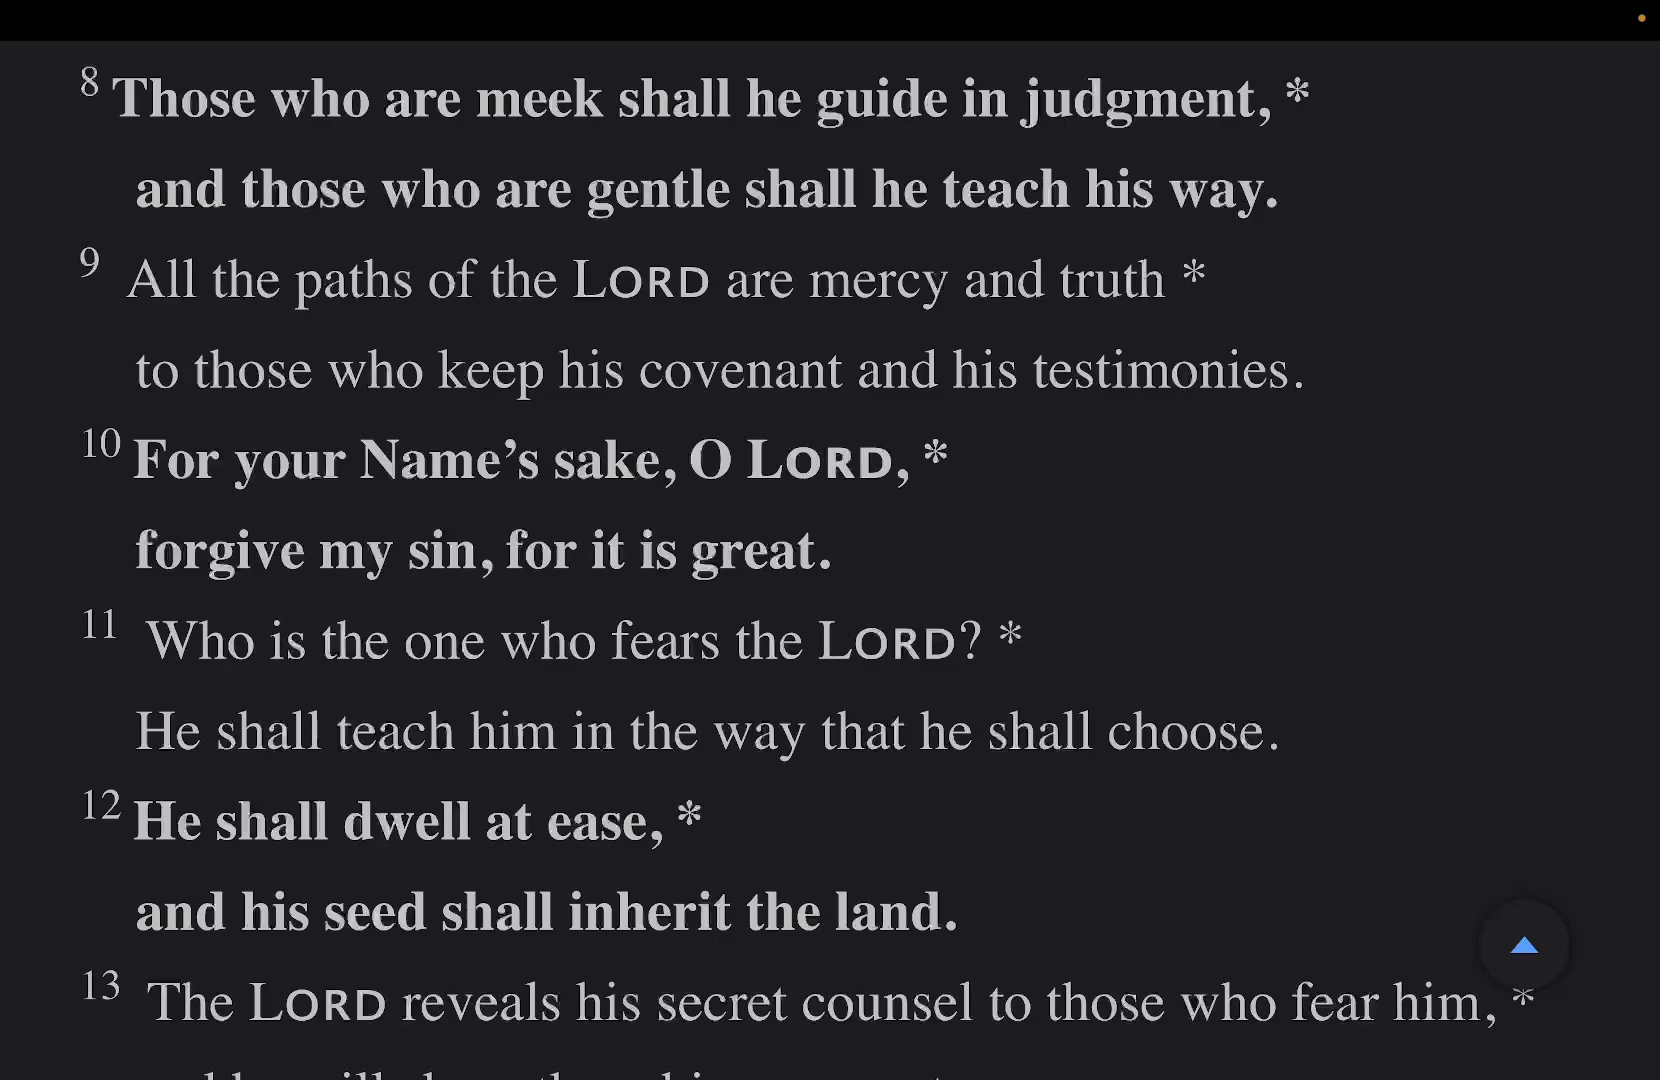 8 Those who are meek shall he guide in judgment, *
and those who are gentle shall he teach his way.
9 All the paths of the LORD are mercy and truth *
to those who keep his covenant and his testimonies.
10 For your Name’s sake, O LORD, *
forgive my sin, for it is great.
11 Who is the one who fears the LORD? *
He shall teach him in the way that he shall choose.
12 He shall dwell at ease, *
and his seed shall inherit the land.
13 The LORD reveals his secret counsel to those who fear him, *